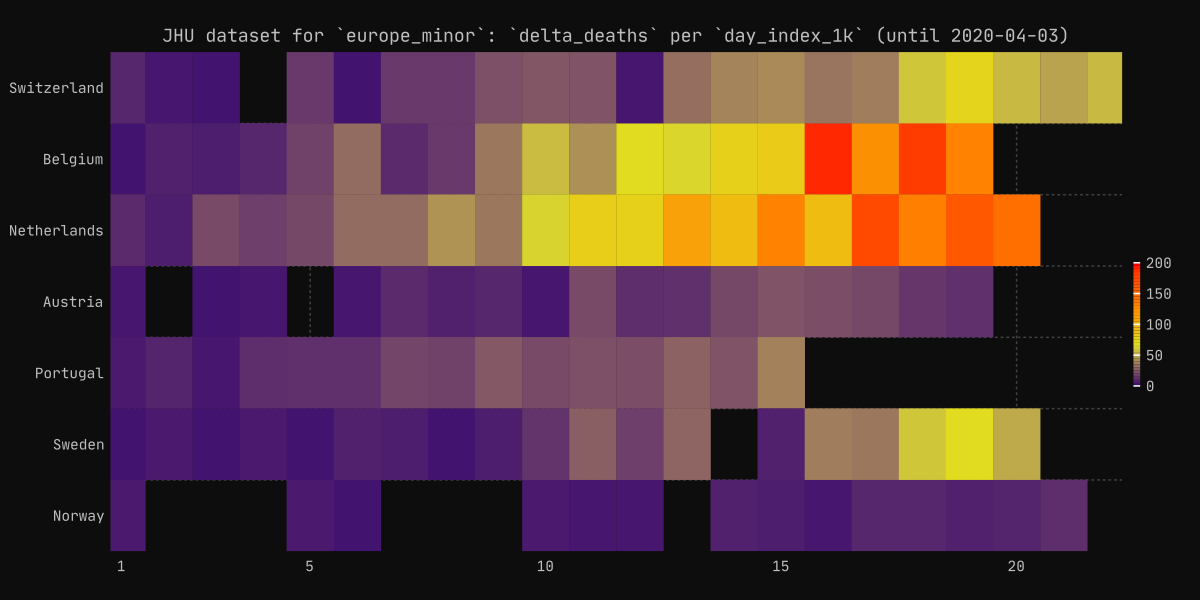 JHU dataset for `europe_minor`: `delta_deaths` per `day_index_1k` (until 2020-04-03)
Switzerland
Belgium
Netherlands
Austria
Portugal
Sweden
Norway
1 5 10 15 20
200
150
100
50
0